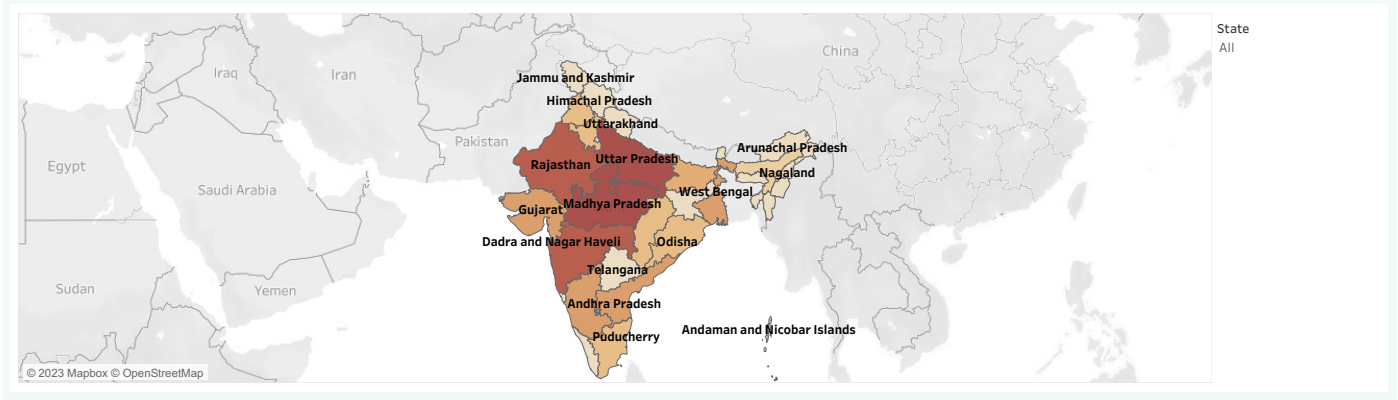 State
All
China
Iraq
Iran
Jammu and Kashmir
Himachal Pradesh
Uttarakhand
Pakistan
Arunachal Pradesh
Egypt
Rajasthan
Uttar Pradesh
Nagaland
Saudi Arabia
West Bengal
Gujarat
Madhya Pradesh
Dadra and Nagar Haveli
Odisha
Telangana
Sudan
Yemen
Andhra Pradesh
Andaman and Nicobar Islands
Puducherry
© 2023 Mapbox © OpenStreetMap